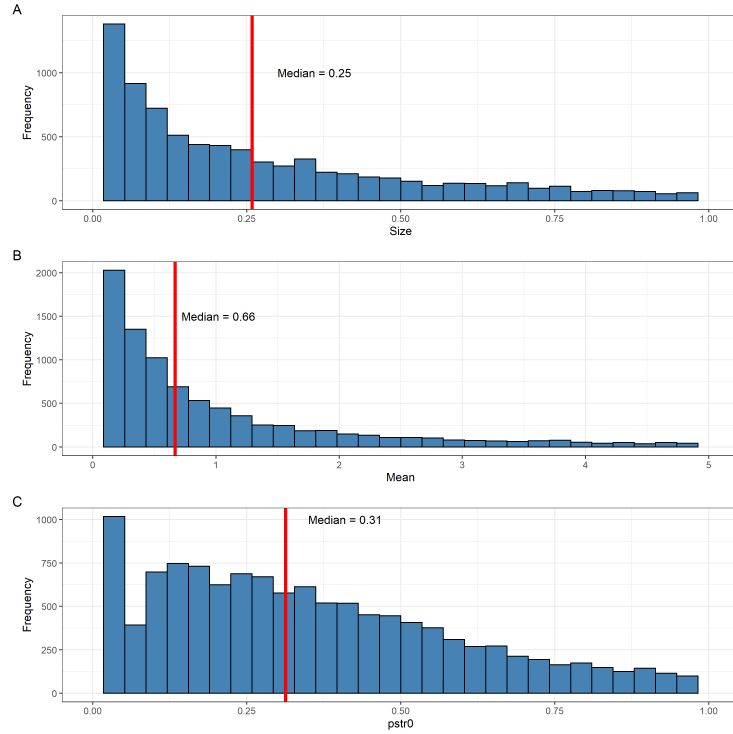 A
Frequency
1000
500
0
Median = 0.25
0.00 0.25 0.50 0.75 1.00
Size
B
Frequency
2000
1500
1000
500
0
Median = 0.66
0 1 2 3 4 5
Mean
C
Frequency
1000
750
500
250
0
Median = 0.31
0.00 0.25 0.50 0.75 1.00
pstr0